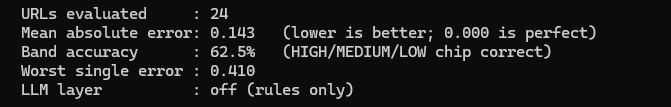 URLs evaluated     : 24
Mean absolute error: 0.143   (lower is better; 0.000 is perfect)
Band accuracy      : 62.5%   (HIGH/MEDIUM/LOW chip correct)
Worst single error : 0.410
LLM layer          : off (rules only)